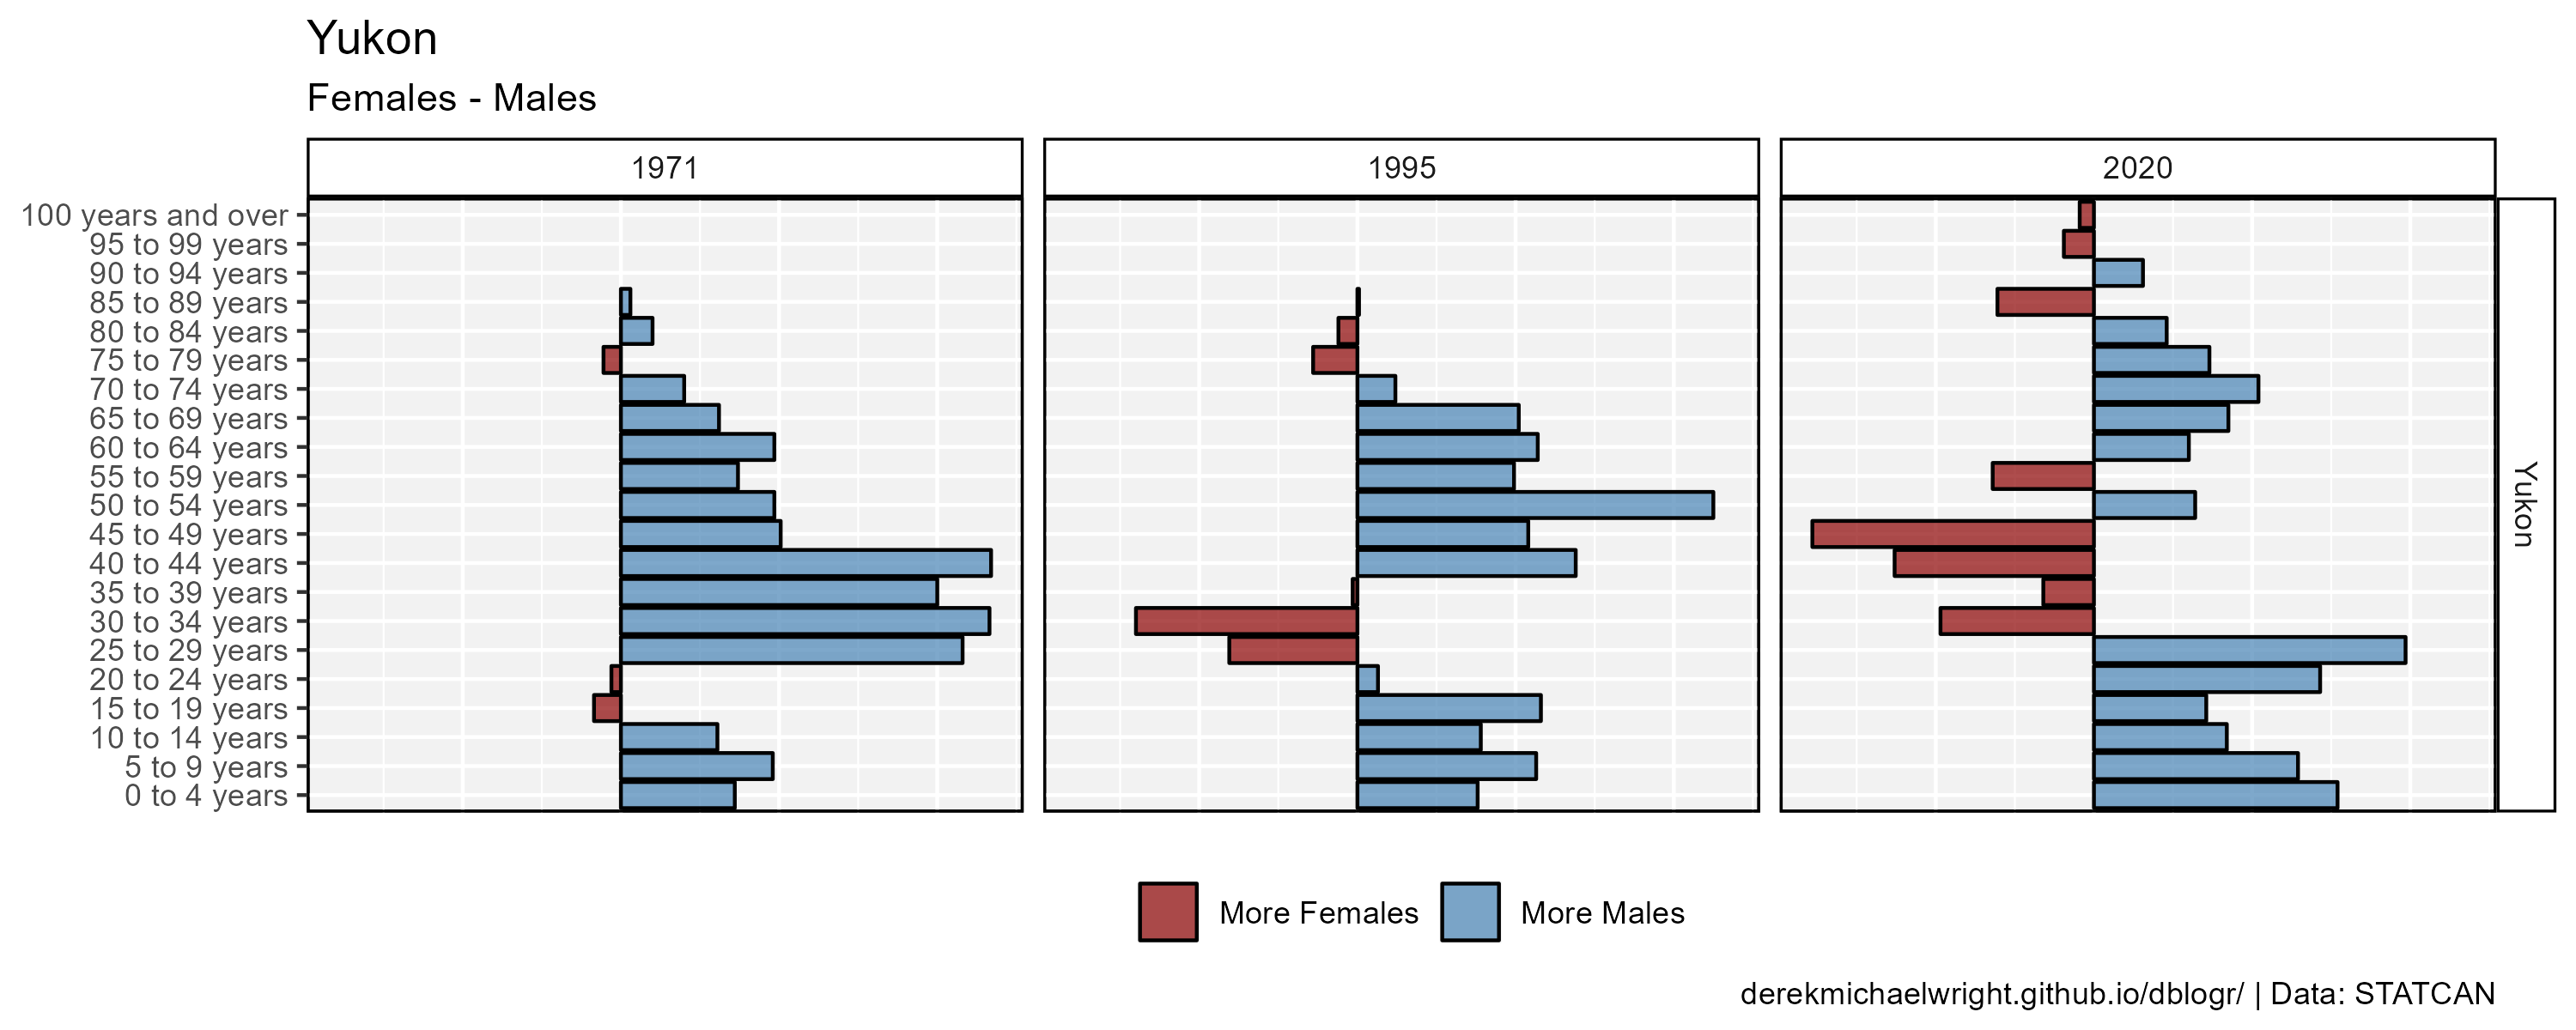 Yukon
Females - Males
1971
1995
2020
100 years and over
95 to 99 years
90 to 94 years
85 to 89 years
80 to 84 years
75 to 79 years
70 to 74 years
65 to 69 years
60 to 64 years
55 to 59 years
50 to 54 years
45 to 49 years
40 to 44 years
35 to 39 years
30 to 34 years
25 to 29 years
20 to 24 years
15 to 19 years
10 to 14 years
5 to 9 years
0 to 4 years
Yukon
More Females
More Males
derekmichaelwright.github.io/dblogr/ | Data: STATCAN